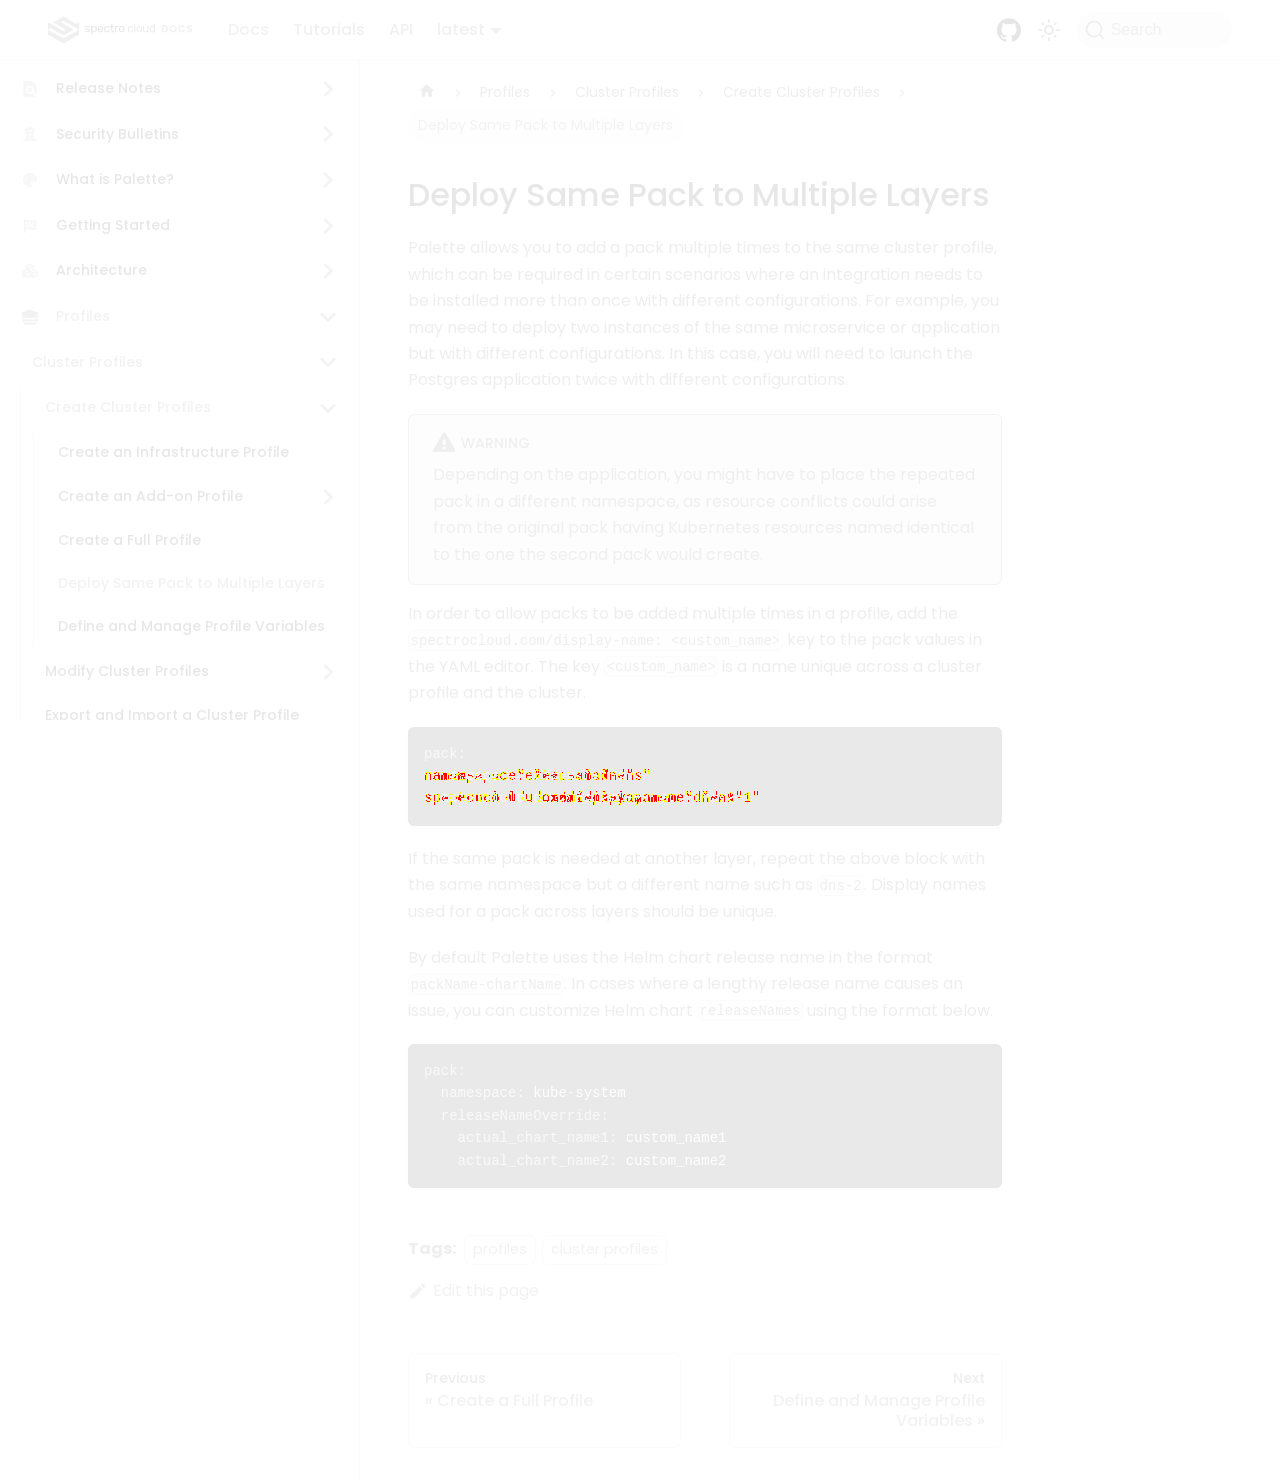 spectro cloud DOCS
Docs Tutorials API latest
Search
Release Notes
Security Bulletins
What is Palette?
Getting Started
Architecture
Profiles
Cluster Profiles
Create Cluster Profiles
Create an Infrastructure Profile
Create an Add-on Profile
Create a Full Profile
Deploy Same Pack to Multiple Layers
Define and Manage Profile Variables
Modify Cluster Profiles
Export and Import a Cluster Profile
Profiles > Cluster Profiles > Create Cluster Profiles >
Deploy Same Pack to Multiple Layers
Deploy Same Pack to Multiple Layers
Palette allows you to add a pack multiple times to the same cluster profile,
which can be required in certain scenarios where an integration needs to
be installed more than once with different configurations. For example, you
may need to deploy two instances of the same microservice or application
but with different configurations. In this case, you will need to launch the
Postgres application twice with different configurations.
WARNING
Depending on the application, you might have to place the repeated
pack in a different namespace, as resource conflicts could arise
from the original pack having Kubernetes resources named identical
to the one the second pack would create.
In order to allow packs to be added multiple times in a profile, add the
spectrocloud.com/display-name: <custom_name> key to the pack values in
the YAML editor. The key <custom_name> is a name unique across a cluster
profile and the cluster.
pack:
If the same pack is needed at another layer, repeat the above block with
the same namespace but a different name such as dns-2. Display names
used for a pack across layers should be unique.
By default Palette uses the Helm chart release name in the format
packName-chartName. In cases where a lengthy release name causes an
issue, you can customize Helm chart releaseNames using the format below.
pack:
namespace: kube-system
releaseNameOverride:
actual_chart_name1: custom_name1
actual_chart_name2: custom_name2
Tags: profiles cluster profiles
Edit this page
Previous
« Create a Full Profile
Next
Define and Manage Profile
Variables »